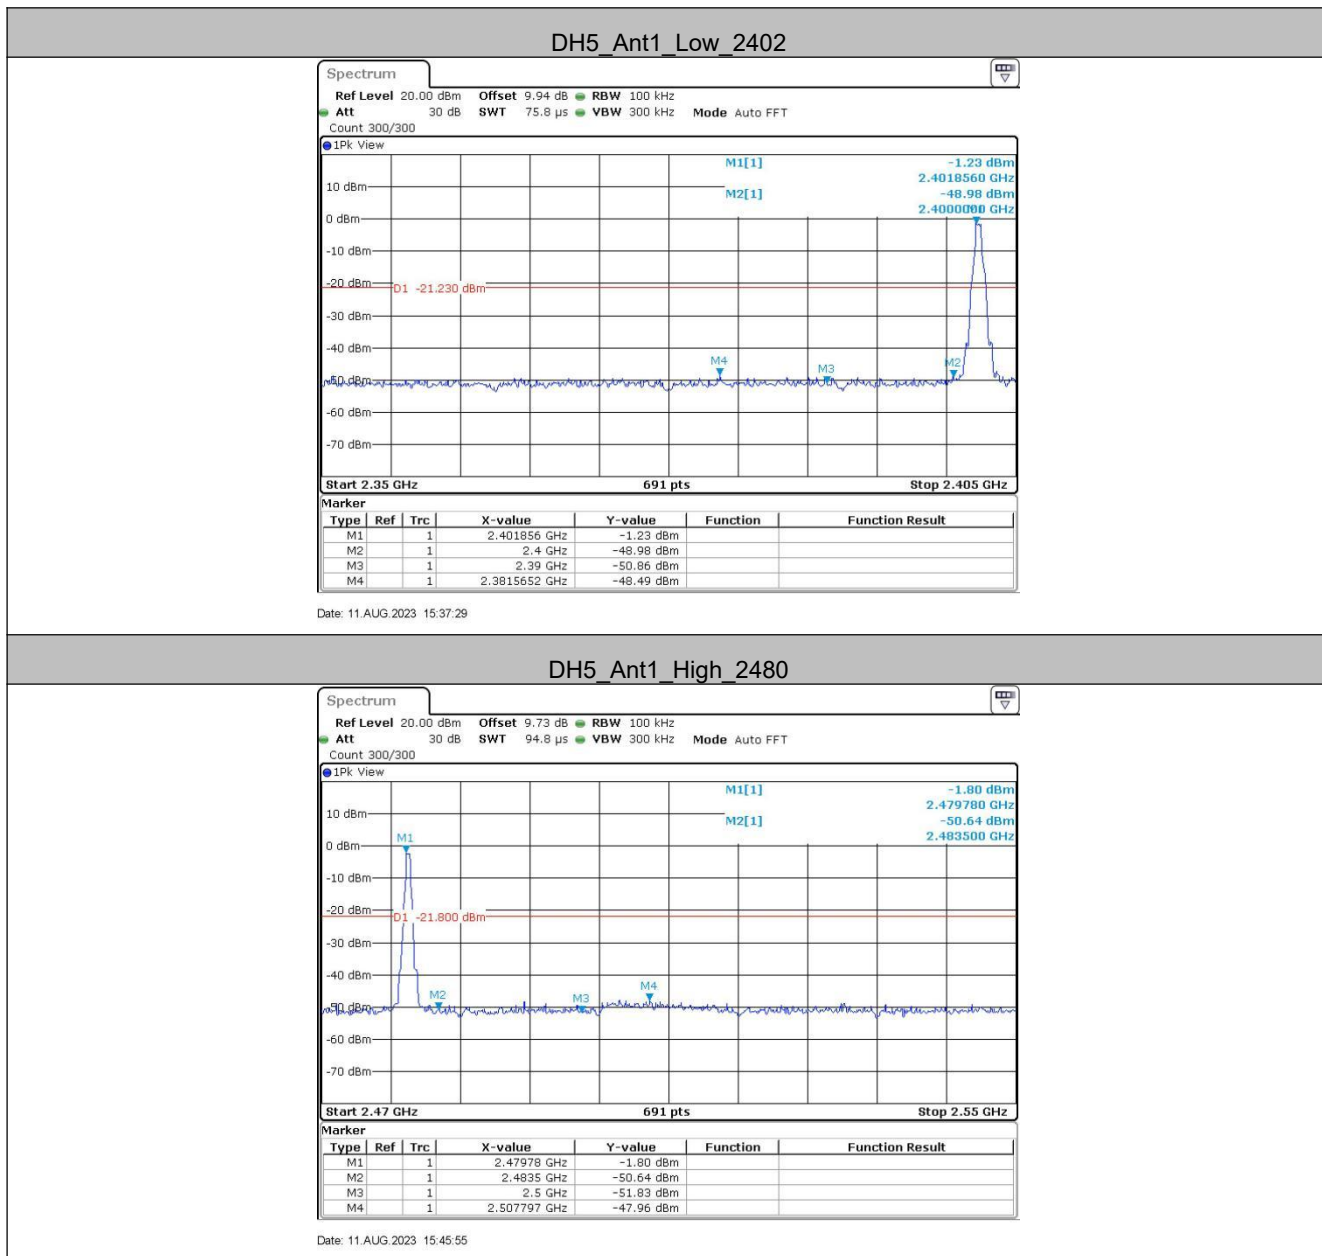 DH5_Ant1_Low_2402
Spectrum
Ref Level 20.00 dBm Offset 9.94 dB RBW 100 kHz
Att 30 dB SWT 75.8 µs VBW 300 kHz Mode Auto FFT
Count 300/300
1Pk View
M1[1] -1.23 dBm
2.4018560 GHz
10 dBm
M2[1] -48.98 dBm
2.4000000 GHz
M1
0 dBm
-10 dBm
-20 dBm
D1 -21.230 dBm
-30 dBm
-40 dBm
M4
M3
M2
-50 dBm
-60 dBm
-70 dBm
Start 2.35 GHz 691 pts Stop 2.405 GHz
Marker
Type Ref Trc X-value Y-value Function Function Result
M1 1 2.401856 GHz -1.23 dBm
M2 1 2.4 GHz -48.98 dBm
M3 1 2.39 GHz -50.86 dBm
M4 1 2.3815652 GHz -48.49 dBm
Date: 11.AUG.2023 15:37:29
DH5_Ant1_High_2480
Spectrum
Ref Level 20.00 dBm Offset 9.73 dB RBW 100 kHz
Att 30 dB SWT 94.8 µs VBW 300 kHz Mode Auto FFT
Count 300/300
1Pk View
M1[1] -1.80 dBm
2.479780 GHz
10 dBm
M2[1] -50.64 dBm
2.483500 GHz
M1
0 dBm
-10 dBm
-20 dBm
D1 -21.800 dBm
-30 dBm
-40 dBm
M2
M3
M4
-50 dBm
-60 dBm
-70 dBm
Start 2.47 GHz 691 pts Stop 2.55 GHz
Marker
Type Ref Trc X-value Y-value Function Function Result
M1 1 2.47978 GHz -1.80 dBm
M2 1 2.4835 GHz -50.64 dBm
M3 1 2.5 GHz -51.83 dBm
M4 1 2.507797 GHz -47.96 dBm
Date: 11.AUG.2023 15:45:55